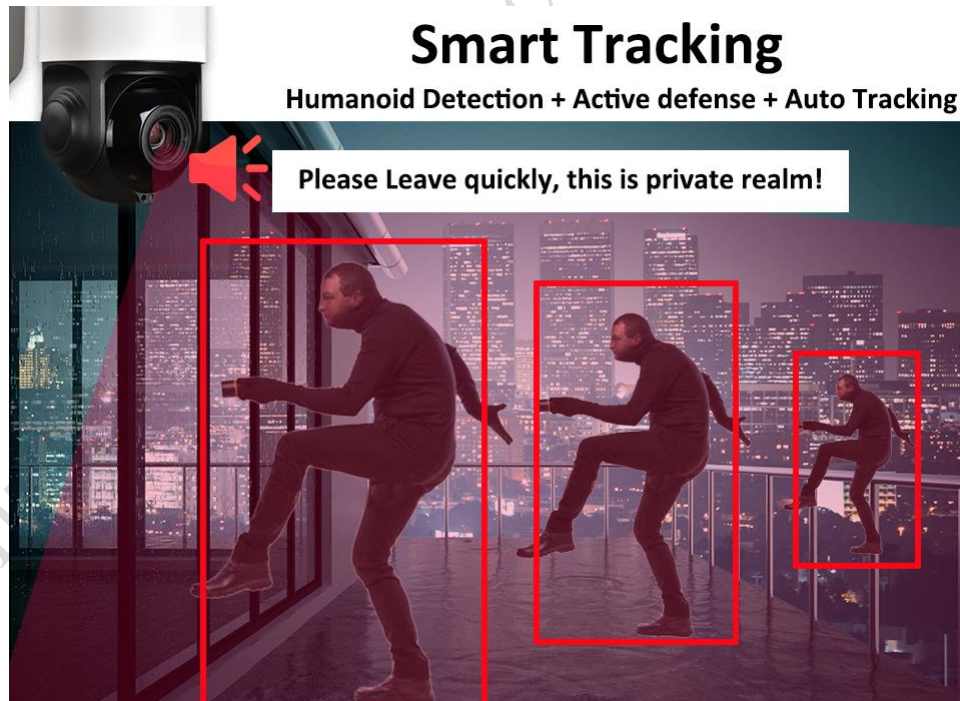 Smart Tracking
Humanoid Detection + Active defense + Auto Tracking
Please Leave quickly, this is private realm!